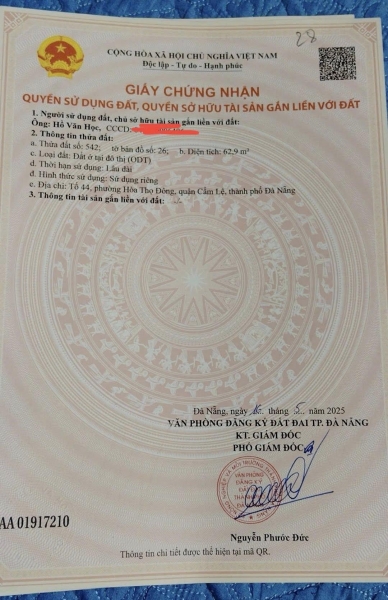 28
CỘNG HÒA XÃ HỘI CHỦ NGHĨA VIỆT NAM
Độc lập - Tự do - Hạnh phúc
GIẤY CHỨNG NHẬN
QUYỀN SỬ DỤNG ĐẤT, QUYỀN SỞ HỮU TÀI SẢN GẮN LIỀN VỚI ĐẤT
1. Người sử dụng đất, chủ sở hữu tài sản gắn liền với đất:
Ông: Hồ Văn Học, CCCD:
2. Thông tin thửa đất:
a. Thửa đất số: 542; tờ bản đồ số: 26; b. Diện tích: 62,9 m²
c. Loại đất: Đất ở tại đô thị (ODT)
d. Thời hạn sử dụng: Lâu dài
đ. Hình thức sử dụng: Sử dụng riêng
e. Địa chỉ: Tổ 44, phường Hòa Thọ Đông, quận Cẩm Lệ, thành phố Đà Nẵng
3. Thông tin tài sản gắn liền với đất:
Đà Nẵng, ngày tháng 5 năm 2025
VĂN PHÒNG ĐĂNG KÝ ĐẤT ĐAI TP. ĐÀ NẴNG
KT. GIÁM ĐỐC
PHÓ GIÁM ĐỐC
VĂN PHÒNG
ĐĂNG KÝ
Nguyễn Phước Đức
AA 01917210
Thông tin chi tiết được thể hiện tại mã QR.